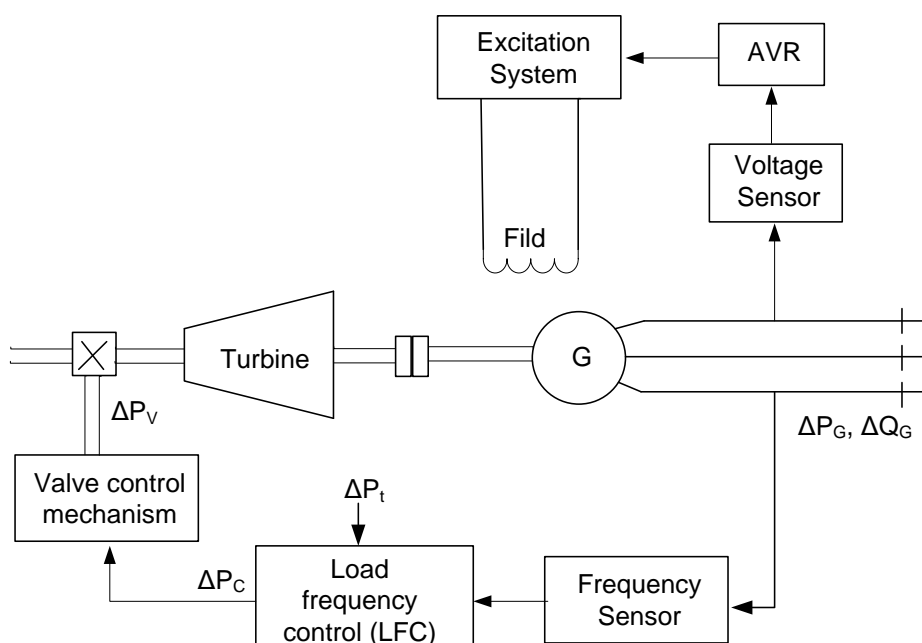 Excitation
System
AVR
Voltage
Sensor
Fild
Turbine
G
ΔP_V
ΔP_G, ΔQ_G
Valve control
mechanism
ΔP_t
ΔP_C
Load
frequency
control (LFC)
Frequency
Sensor